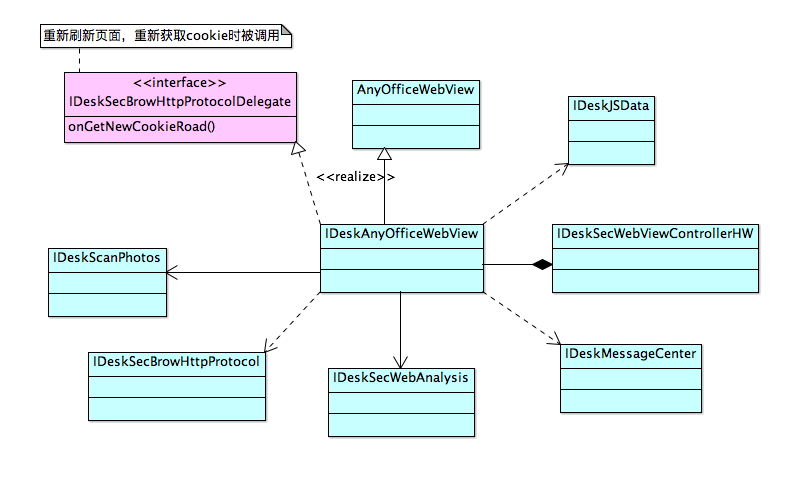 重新刷新页面，重新获取cookie时被调用
<<interface>>
IDeskSecBrowHttpProtocolDelegate
onGetNewCookieRoad()
AnyOfficeWebView
IDeskJSData
<<realize>>
IDeskAnyOfficeWebView
IDeskSecWebViewControllerHW
IDeskScanPhotos
IDeskSecBrowHttpProtocol
IDeskSecWebAnalysis
IDeskMessageCenter